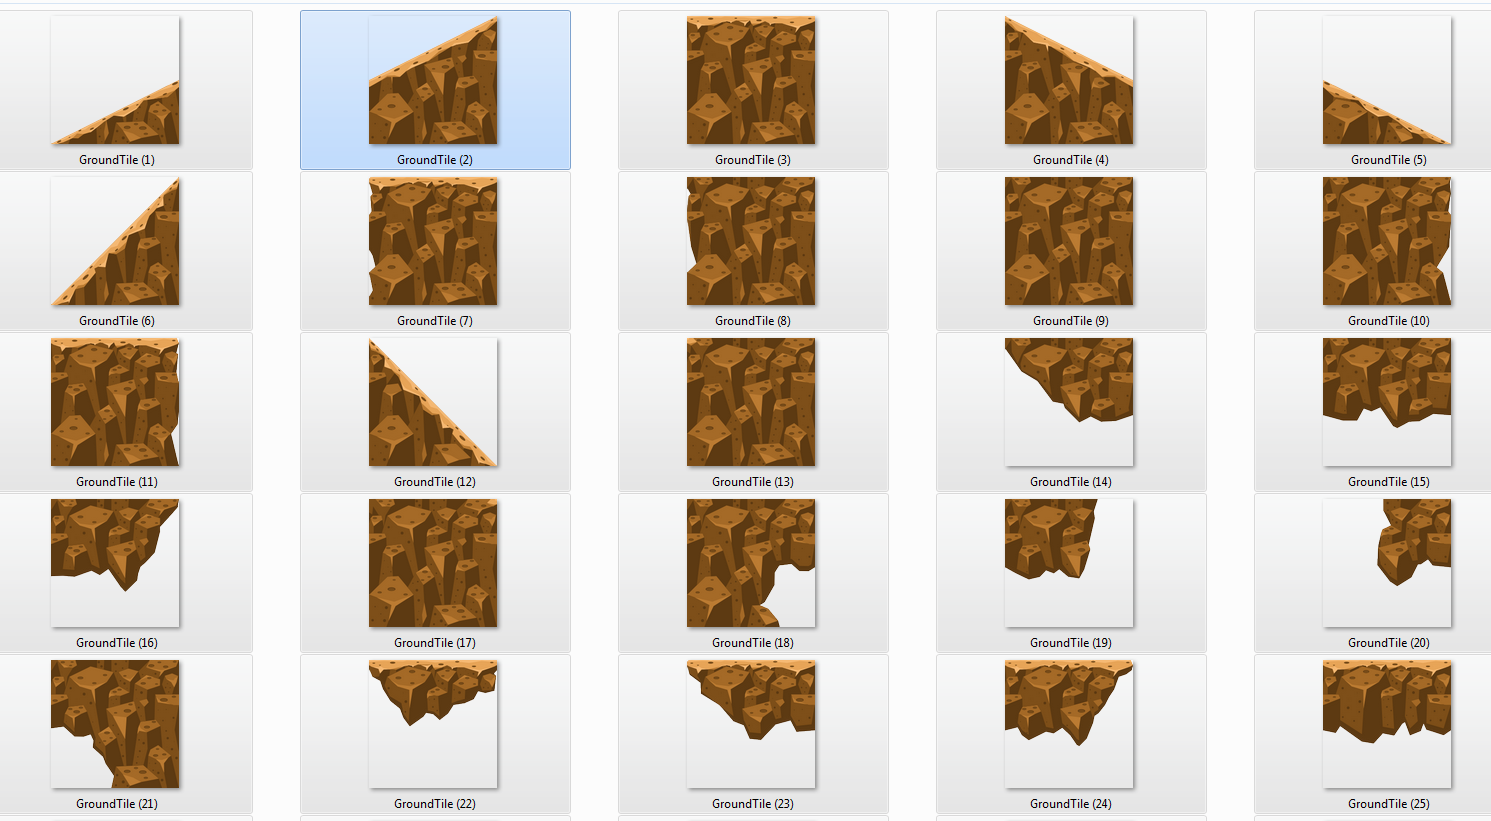 GroundTile (1)
GroundTile (2)
GroundTile (3)
GroundTile (4)
GroundTile (5)
GroundTile (6)
GroundTile (7)
GroundTile (8)
GroundTile (9)
GroundTile (10)
GroundTile (11)
GroundTile (12)
GroundTile (13)
GroundTile (14)
GroundTile (15)
GroundTile (16)
GroundTile (17)
GroundTile (18)
GroundTile (19)
GroundTile (20)
GroundTile (21)
GroundTile (22)
GroundTile (23)
GroundTile (24)
GroundTile (25)